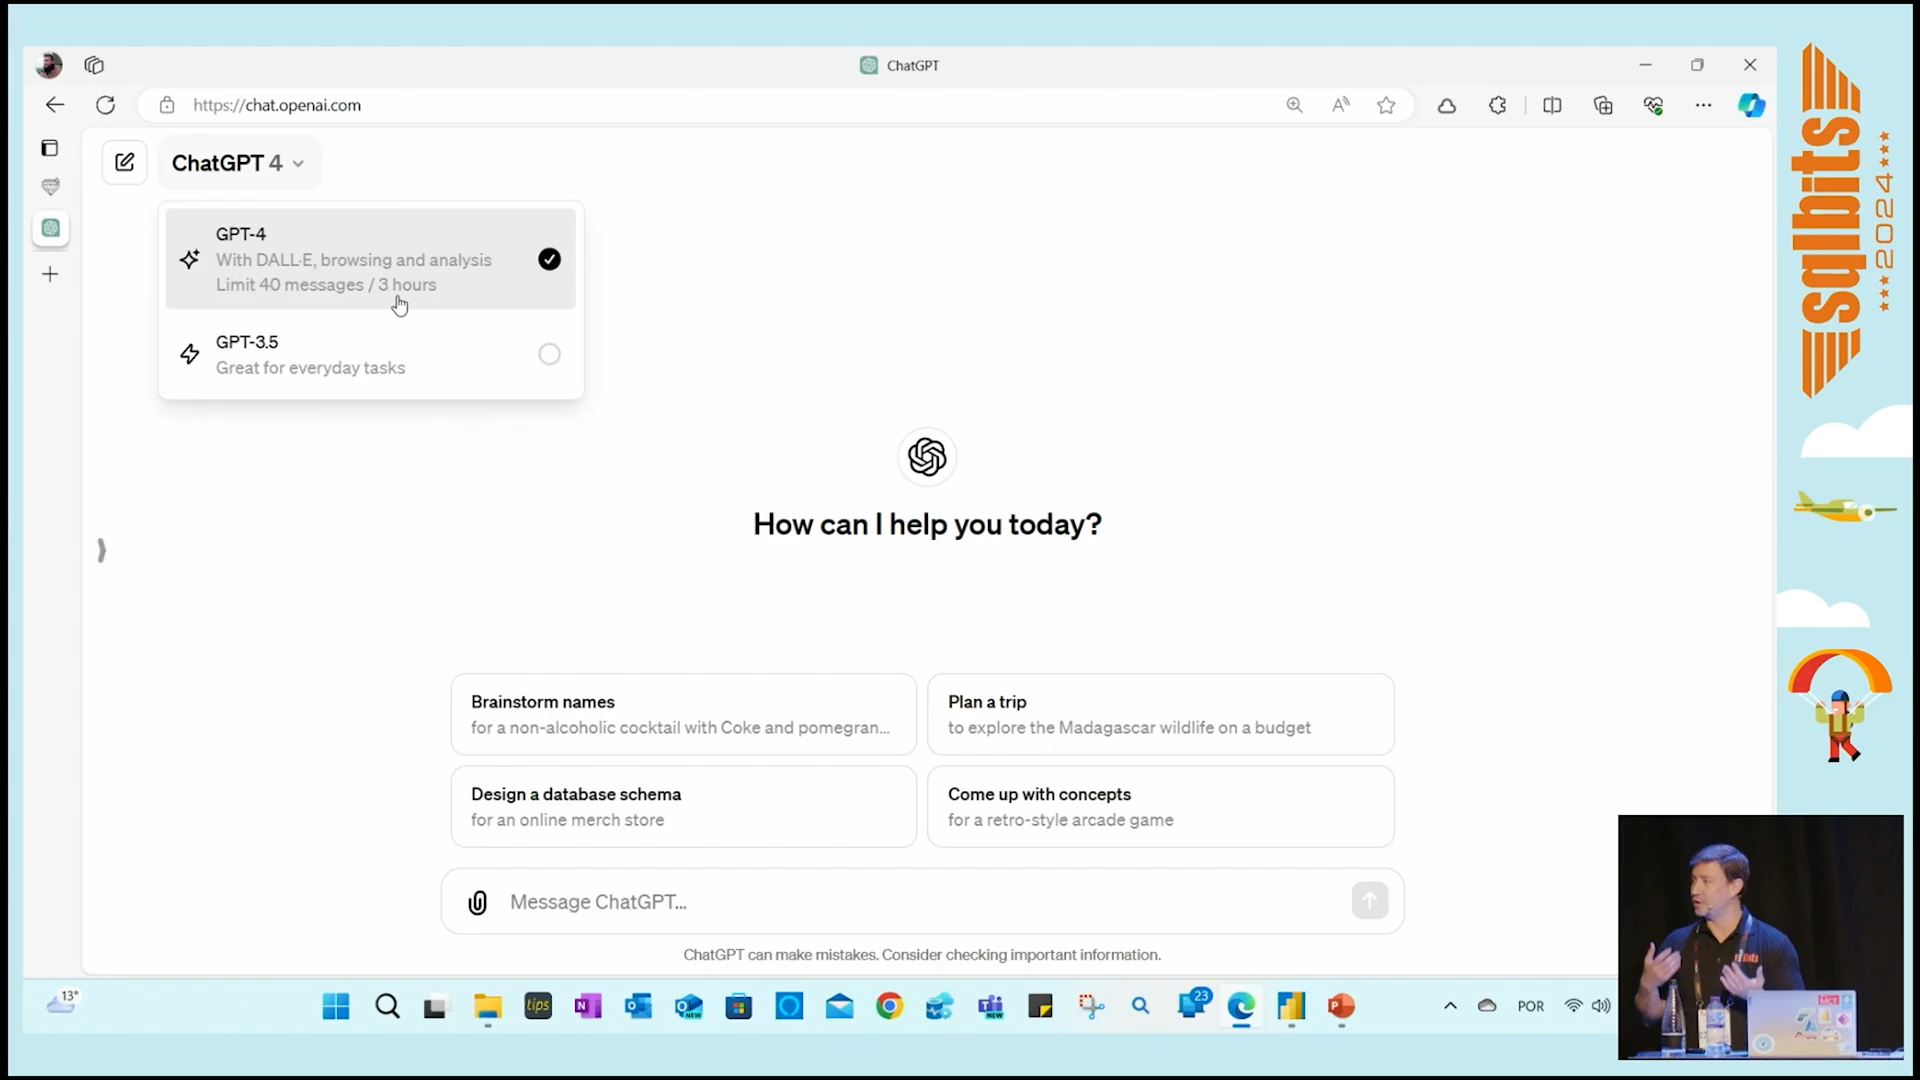 ChatGPT
https://chat.openai.com
ChatGPT 4
GPT-4
With DALL·E, browsing and analysis
Limit 40 messages / 3 hours
GPT-3.5
Great for everyday tasks
How can I help you today?
Brainstorm names
for a non-alcoholic cocktail with Coke and pomegran...
Plan a trip
to explore the Madagascar wildlife on a budget
Design a database schema
for an online merch store
Come up with concepts
for a retro-style arcade game
Message ChatGPT...
ChatGPT can make mistakes. Consider checking important information.
13°
tips
N
NEW
NEW
23
P
POR
sqlbits
2024